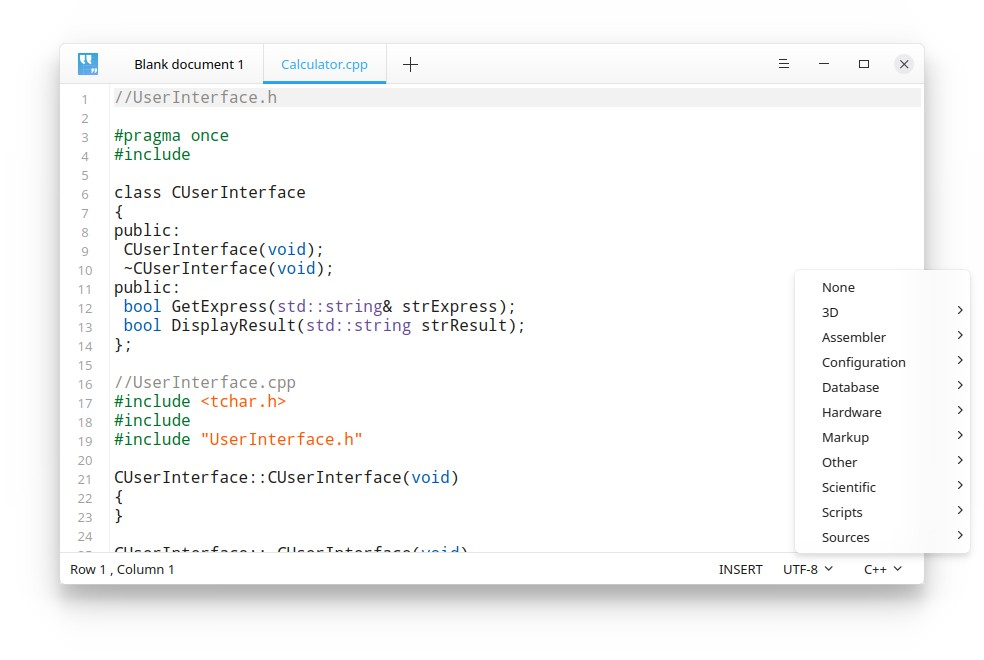 Blank document 1 Calculator.cpp
1 //UserInterface.h
2
3 #pragma once
4 #include
5
6 class CUserInterface
7 {
8 public:
9 CUserInterface(void);
10 ~CUserInterface(void);
11 public:
12 bool GetExpress(std::string& strExpress);
13 bool DisplayResult(std::string strResult);
14 };
15
16 //UserInterface.cpp
17 #include <tchar.h>
18 #include
19 #include "UserInterface.h"
20
21 CUserInterface::CUserInterface(void)
22 {
23 }
24
None
3D
Assembler
Configuration
Database
Hardware
Markup
Other
Scientific
Scripts
Sources
Row 1 , Column 1 INSERT UTF-8 C++